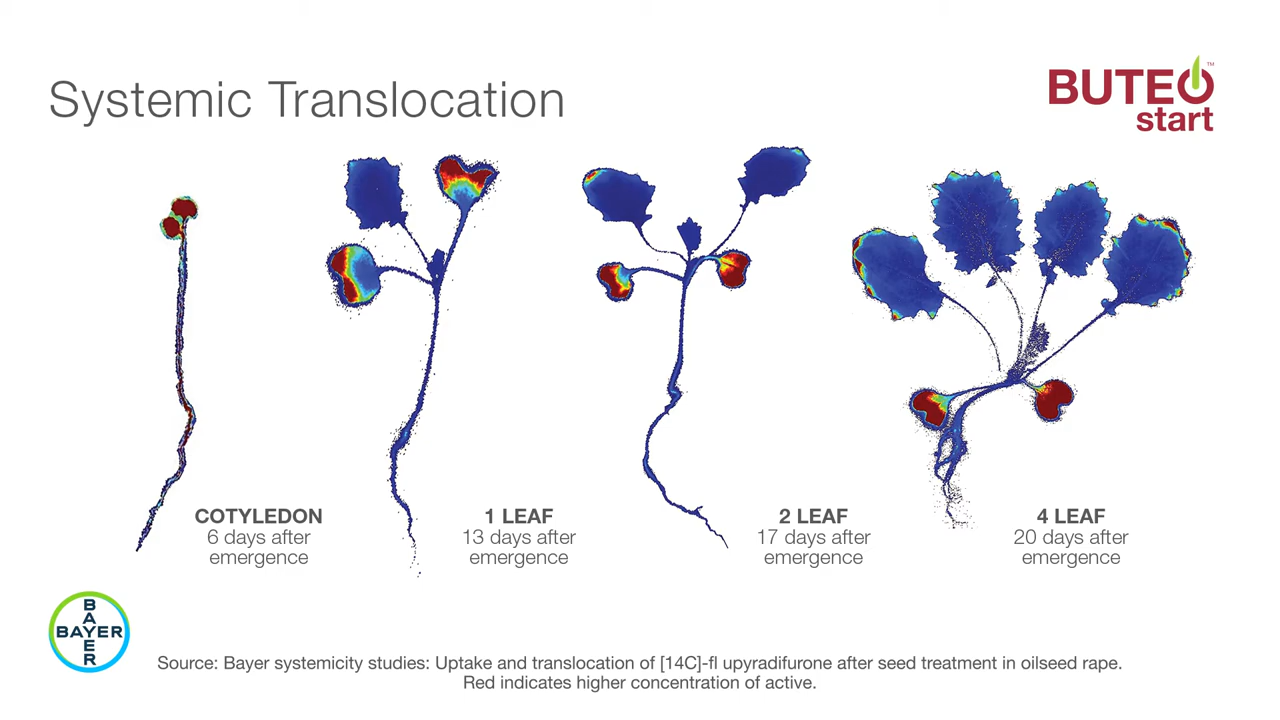 Systemic Translocation
BUTEO™
start
COTYLEDON
6 days after
emergence
1 LEAF
13 days after
emergence
2 LEAF
17 days after
emergence
4 LEAF
20 days after
emergence
BAYER
BAYER
Source: Bayer systemicity studies: Uptake and translocation of [14C]-fl upyradifurone after seed treatment in oilseed rape.
Red indicates higher concentration of active.